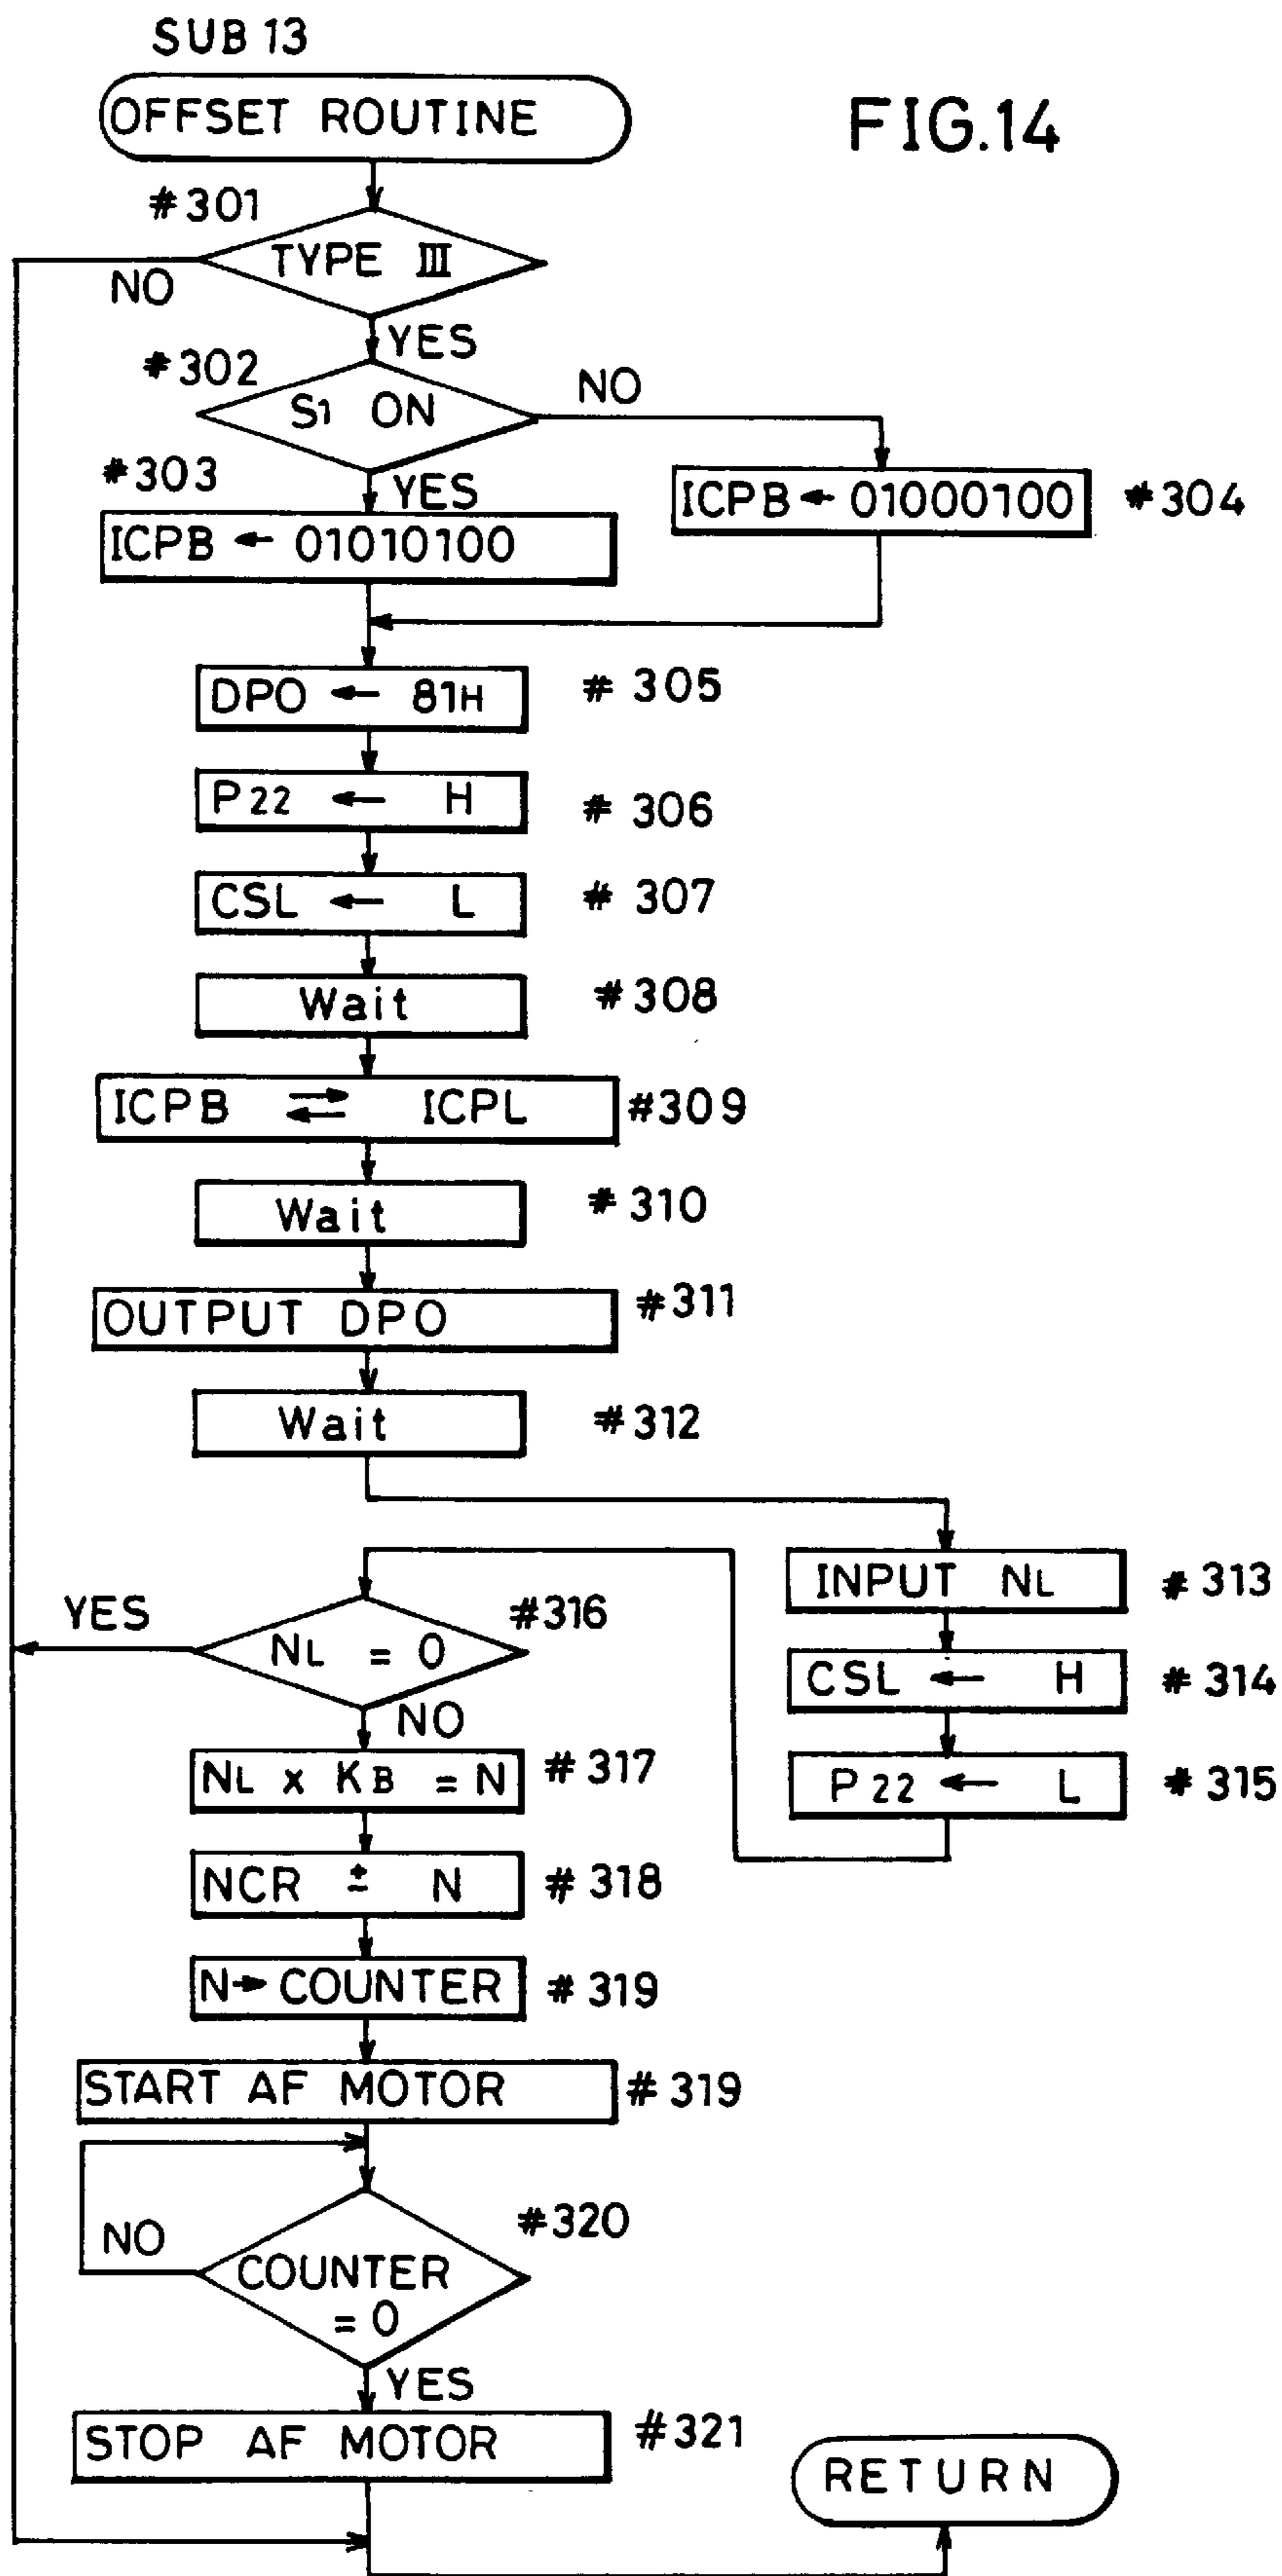 SUB 13
OFFSET ROUTINE
FIG.14
#301
TYPE III
NO
YES
#302
S1 ON
NO
#303
YES
ICPB ← 01000100 #304
ICPB ← 01010100
DPO ← 81H # 305
P22 ← H # 306
CSL ← L # 307
Wait #308
ICPB ⇄ ICPL #309
Wait #310
OUTPUT DPO #311
Wait #312
INPUT NL # 313
CSL ← H # 314
P22 ← L # 315
YES
#316
NL = 0
NO
NL x KB = N # 317
NCR ± N # 318
N→ COUNTER # 319
START AF MOTOR # 319
NO
#320
COUNTER
= 0
YES
STOP AF MOTOR #321
RETURN